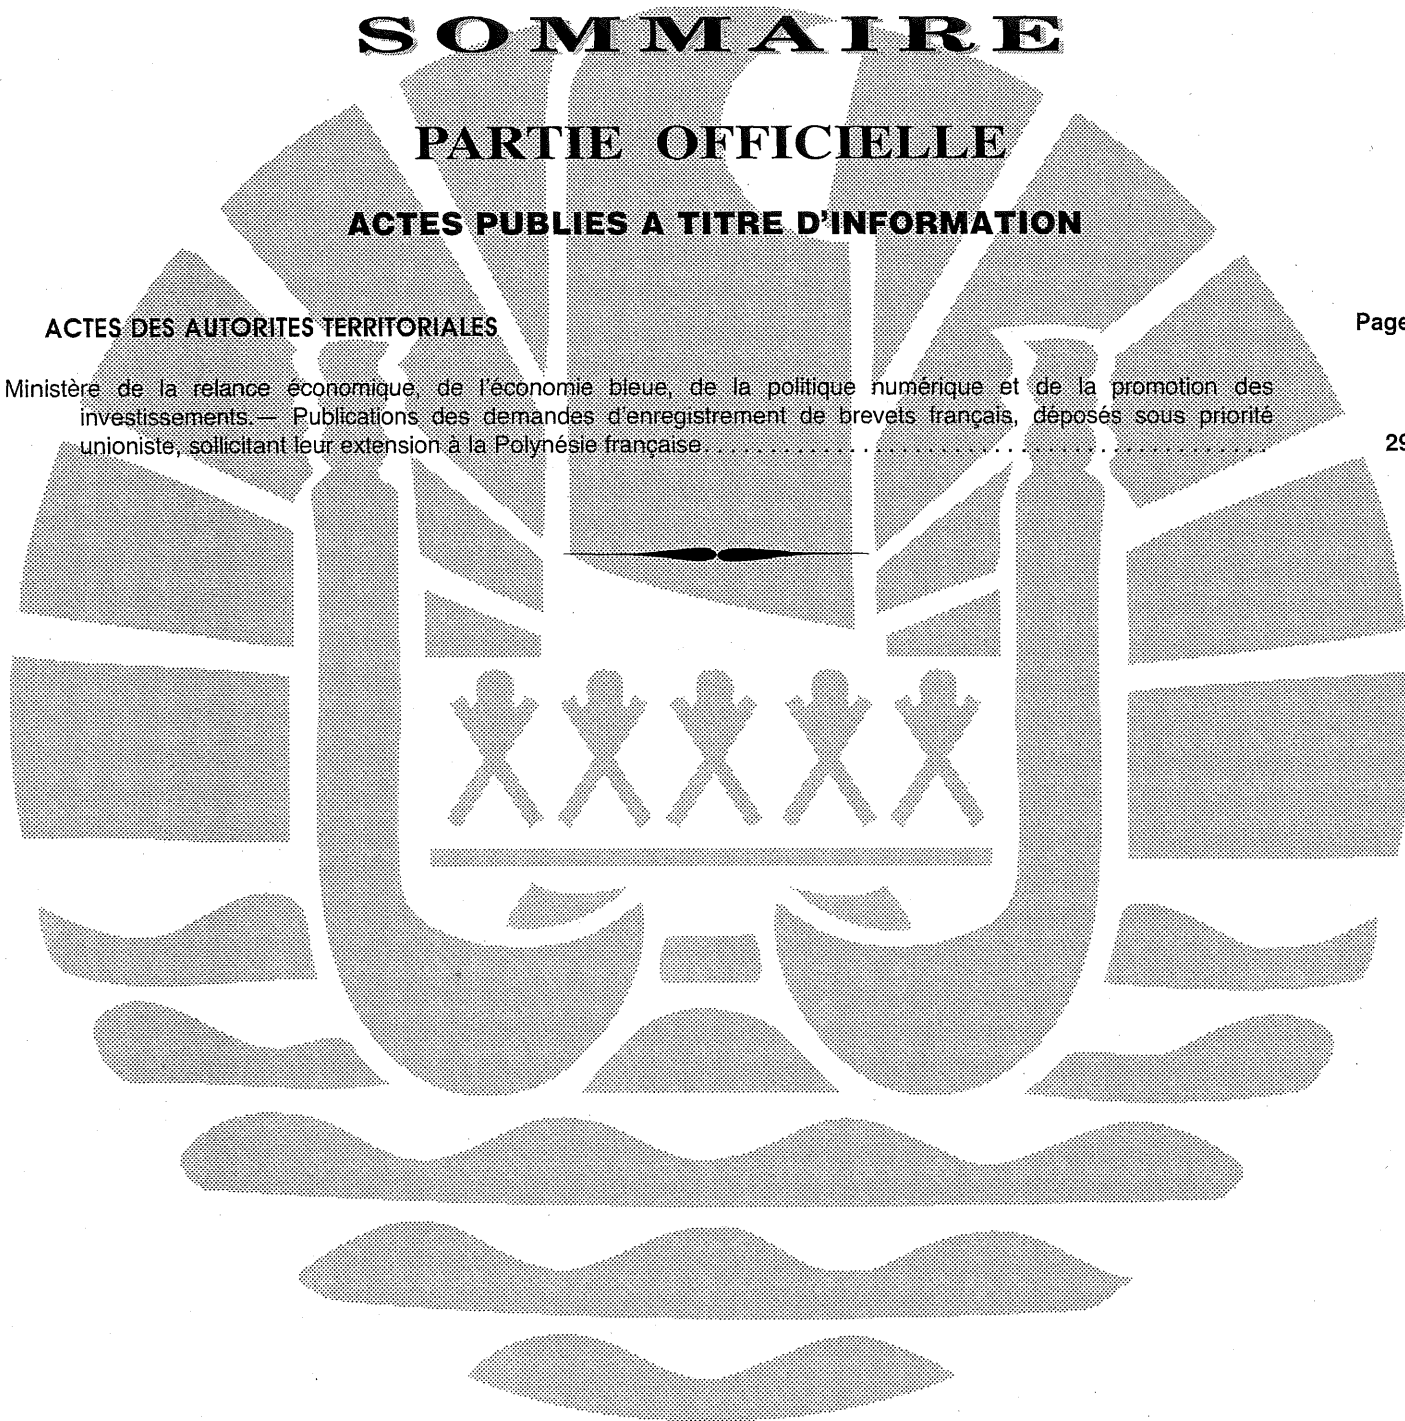 SOMMAIRE
PARTIE OFFICIELLE
ACTES PUBLIES A TITRE D'INFORMATION
ACTES DES AUTORITES TERRITORIALES Page
Ministère de la relance économique, de l'économie bleue, de la politique numérique et de la promotion des
investissements.— Publications des demandes d'enregistrement de brevets français, déposés sous priorité
unioniste, sollicitant leur extension à la Polynésie française. . . . . . . . . . . . . . . . . . . . . . . . . . . . . . . . . . . . . . . . 29